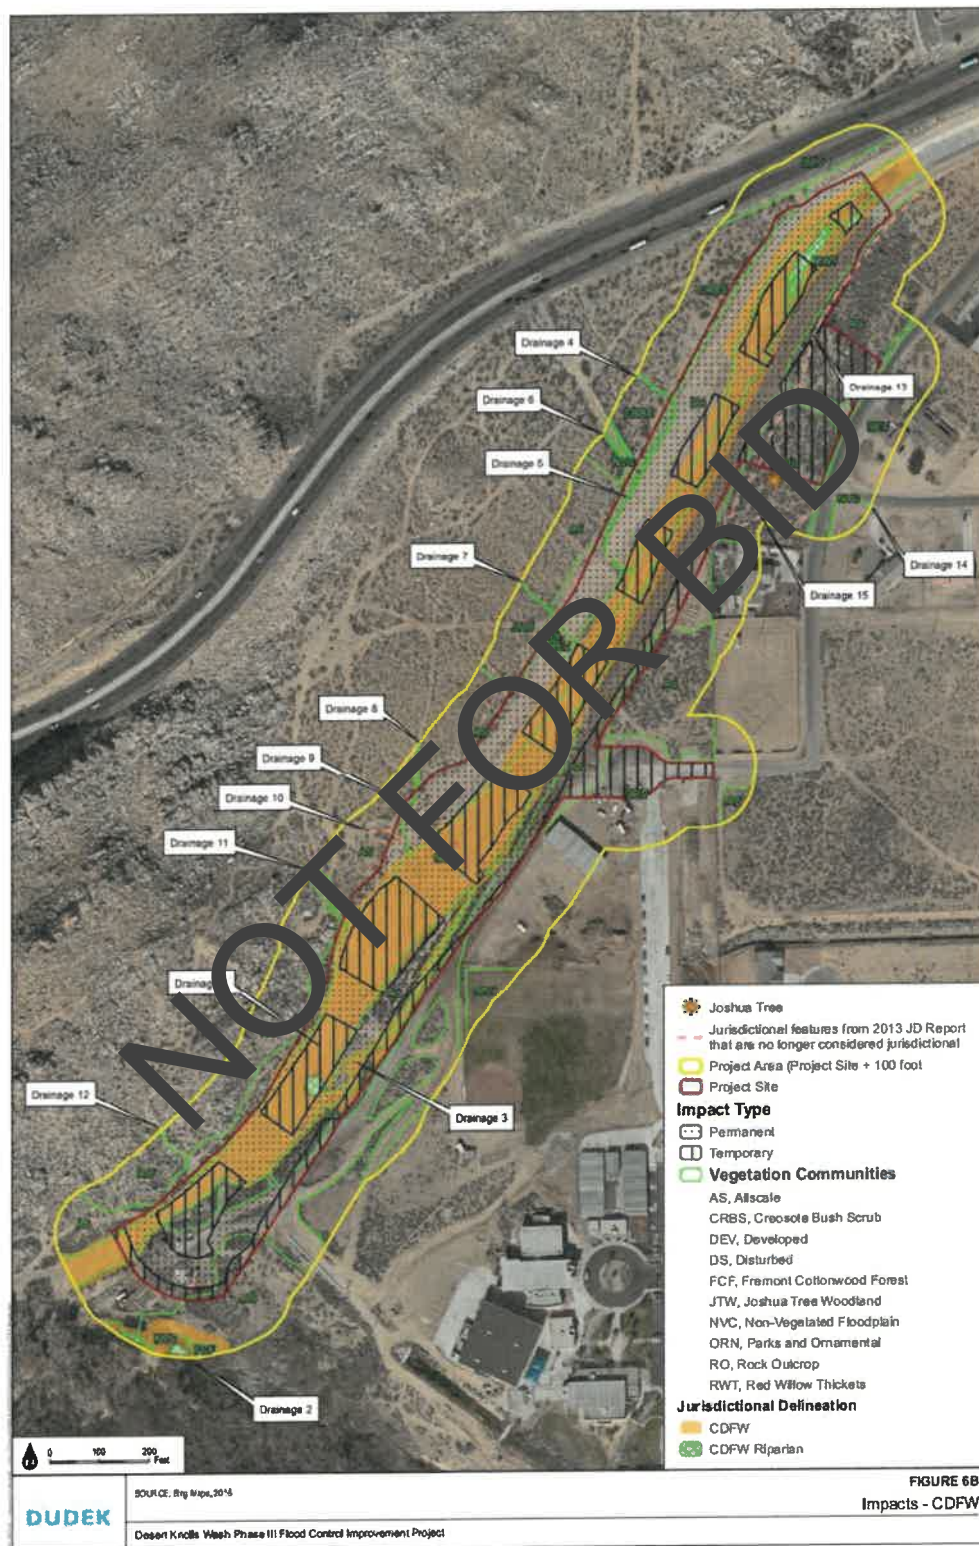 Drainage 4
Drainage 6
Drainage 5
Drainage 7
Drainage 8
Drainage 9
Drainage 10
Drainage 11
Drainage
Drainage 12
Drainage 13
Drainage 14
Drainage 15
Drainage 3
Drainage 2
NOT FOR BID
Joshua Tree
Jurisdictional features from 2013 JD Report
that are no longer considered jurisdictional
Project Area (Project Site + 100 foot
Project Site
Impact Type
Permanent
Temporary
Vegetation Communities
AS, Allscale
CRBS, Creosote Bush Scrub
DEV, Developed
DS, Disturbed
FCF, Fremont Cottonwood Forest
JTW, Joshua Tree Woodland
NVC, Non-Vegetated Floodplain
ORN, Parks and Ornamental
RO, Rock Outcrop
RWT, Red Willow Thickets
Jurisdictional Delineation
CDFW
CDFW Riparian
0 100 200
Feet
DUDEK
SOURCE: Bing Maps, 2016
Desert Knolls Wash Phase III Flood Control Improvement Project
FIGURE 6B
Impacts - CDFW